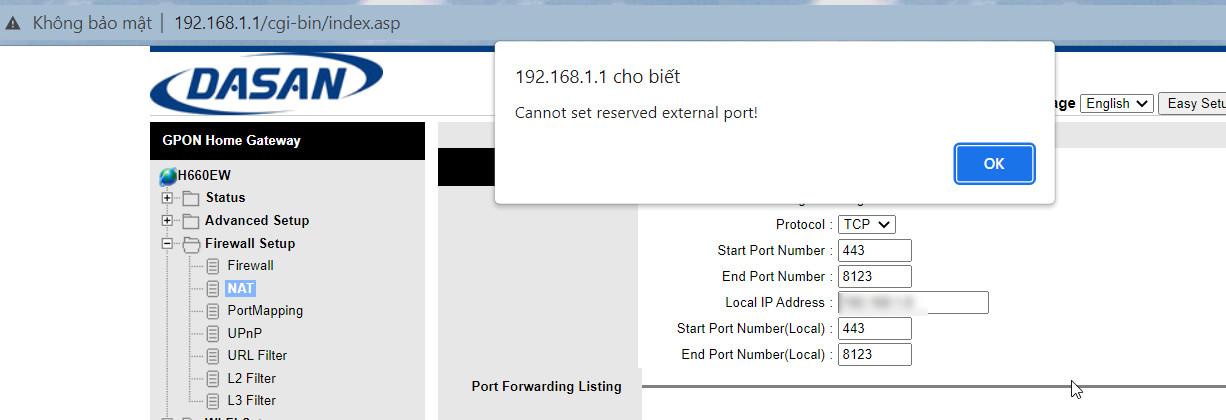 Không bảo mật | 192.168.1.1/cgi-bin/index.asp
DASAN
192.168.1.1 cho biết
Cannot set reserved external port!
OK
age English Easy Setu
GPON Home Gateway
H660EW
Status
Advanced Setup
Firewall Setup
Firewall
NAT
PortMapping
UPnP
URL Filter
L2 Filter
L3 Filter
Protocol : TCP
Start Port Number : 443
End Port Number : 8123
Local IP Address :
Start Port Number(Local) : 443
End Port Number(Local) : 8123
Port Forwarding Listing